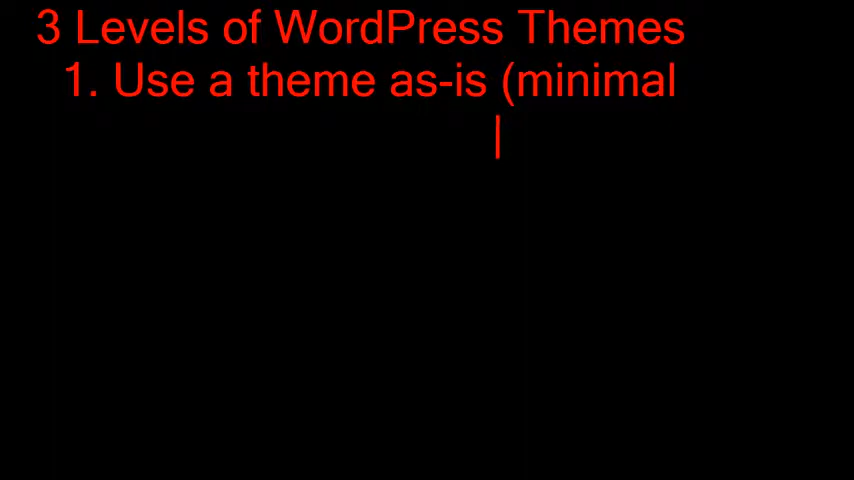 3 Levels of WordPress Themes
1. Use a theme as-is (minimal